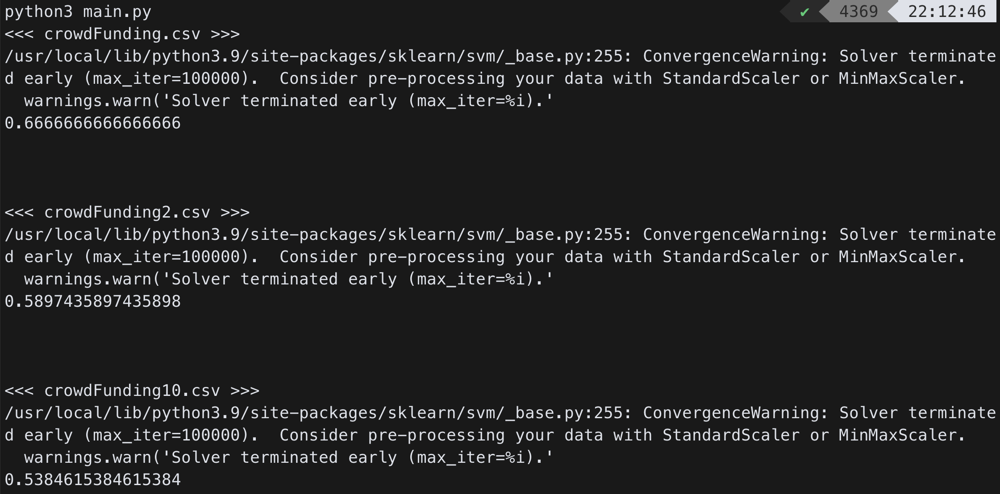 python3 main.py ✔ 4369 22:12:46
<<< crowdFunding.csv >>>
/usr/local/lib/python3.9/site-packages/sklearn/svm/_base.py:255: ConvergenceWarning: Solver terminate
d early (max_iter=100000).  Consider pre-processing your data with StandardScaler or MinMaxScaler.
  warnings.warn('Solver terminated early (max_iter=%i).'
0.6666666666666666
<<< crowdFunding2.csv >>>
/usr/local/lib/python3.9/site-packages/sklearn/svm/_base.py:255: ConvergenceWarning: Solver terminate
d early (max_iter=100000).  Consider pre-processing your data with StandardScaler or MinMaxScaler.
  warnings.warn('Solver terminated early (max_iter=%i).'
0.5897435897435898
<<< crowdFunding10.csv >>>
/usr/local/lib/python3.9/site-packages/sklearn/svm/_base.py:255: ConvergenceWarning: Solver terminate
d early (max_iter=100000).  Consider pre-processing your data with StandardScaler or MinMaxScaler.
  warnings.warn('Solver terminated early (max_iter=%i).'
0.5384615384615384